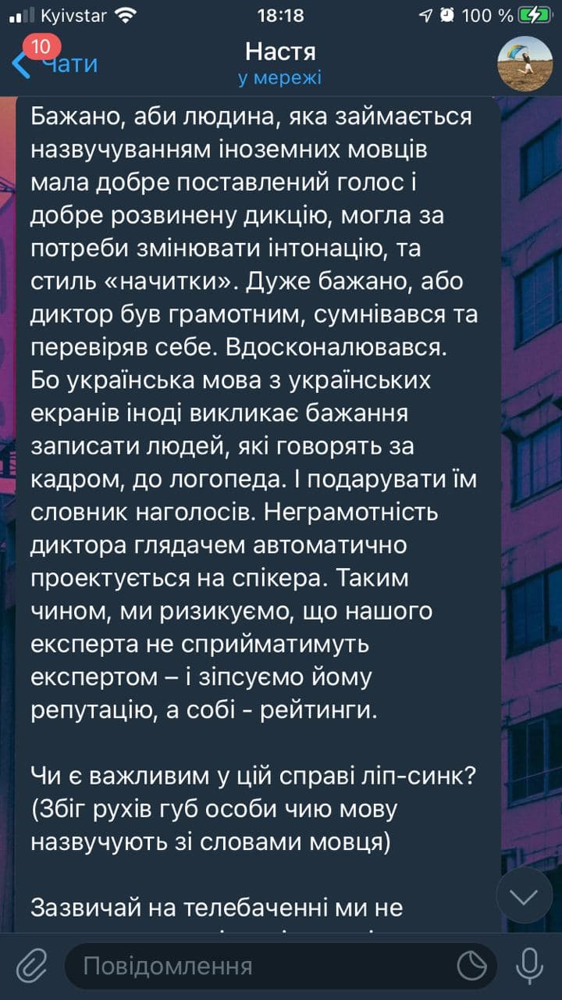 Kyivstar 18:18 100 %
10
Чати
Настя
у мережі
Бажано, аби людина, яка займається
назвучуванням іноземних мовців
мала добре поставлений голос і
добре розвинену дикцію, могла за
потреби змінювати інтонацію, та
стиль «начитки». Дуже бажано, або
диктор був грамотним, сумнівався та
перевіряв себе. Вдосконалювався.
Бо українська мова з українських
екранів іноді викликає бажання
записати людей, які говорять за
кадром, до логопеда. І подарувати їм
словник наголосів. Неграмотність
диктора глядачем автоматично
проектується на спікера. Таким
чином, ми ризикуємо, що нашого
експерта не сприйматимуть
експертом – і зіпсуємо йому
репутацію, а собі - рейтинги.
Чи є важливим у цій справі ліп-синк?
(Збіг рухів губ особи чию мову
назвучують зі словами мовця)
Зазвичай на телебаченні ми не
Повідомлення